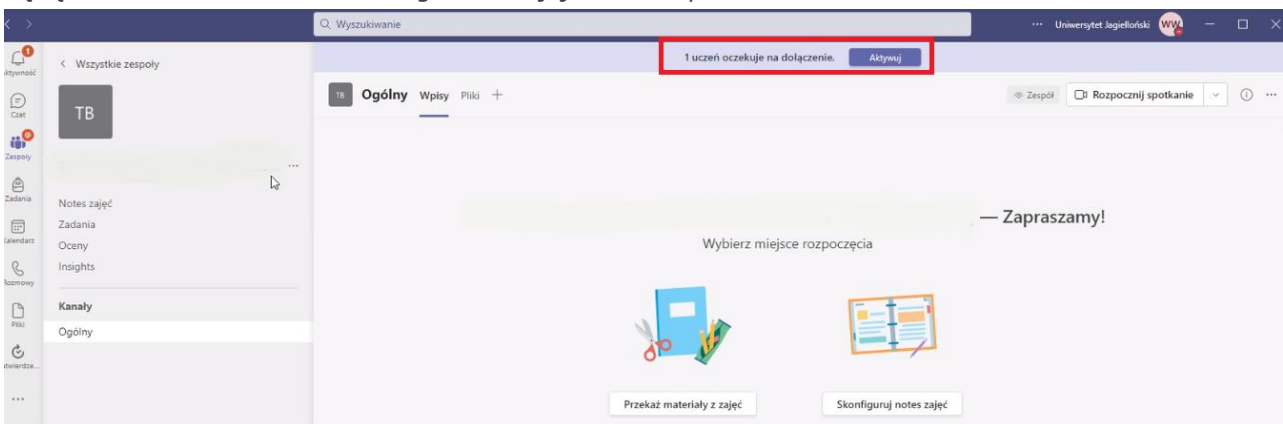 Wyszukiwanie
Uniwersytet Jagielloński WW
Wszystkie zespoły
1 uczeń oczekuje na dołączenie. Aktywuj
Czat
Zespoły
Zadania
Kalendarz
Rozmowy
Pliki
TB
Notes zajęć
Zadania
Oceny
Insights
Kanały
Ogólny
TB Ogólny Wpisy Pliki
Zespół Rozpocznij spotkanie
— Zapraszamy!
Wybierz miejsce rozpoczęcia
Przekaż materiały z zajęć
Skonfiguruj notes zajęć